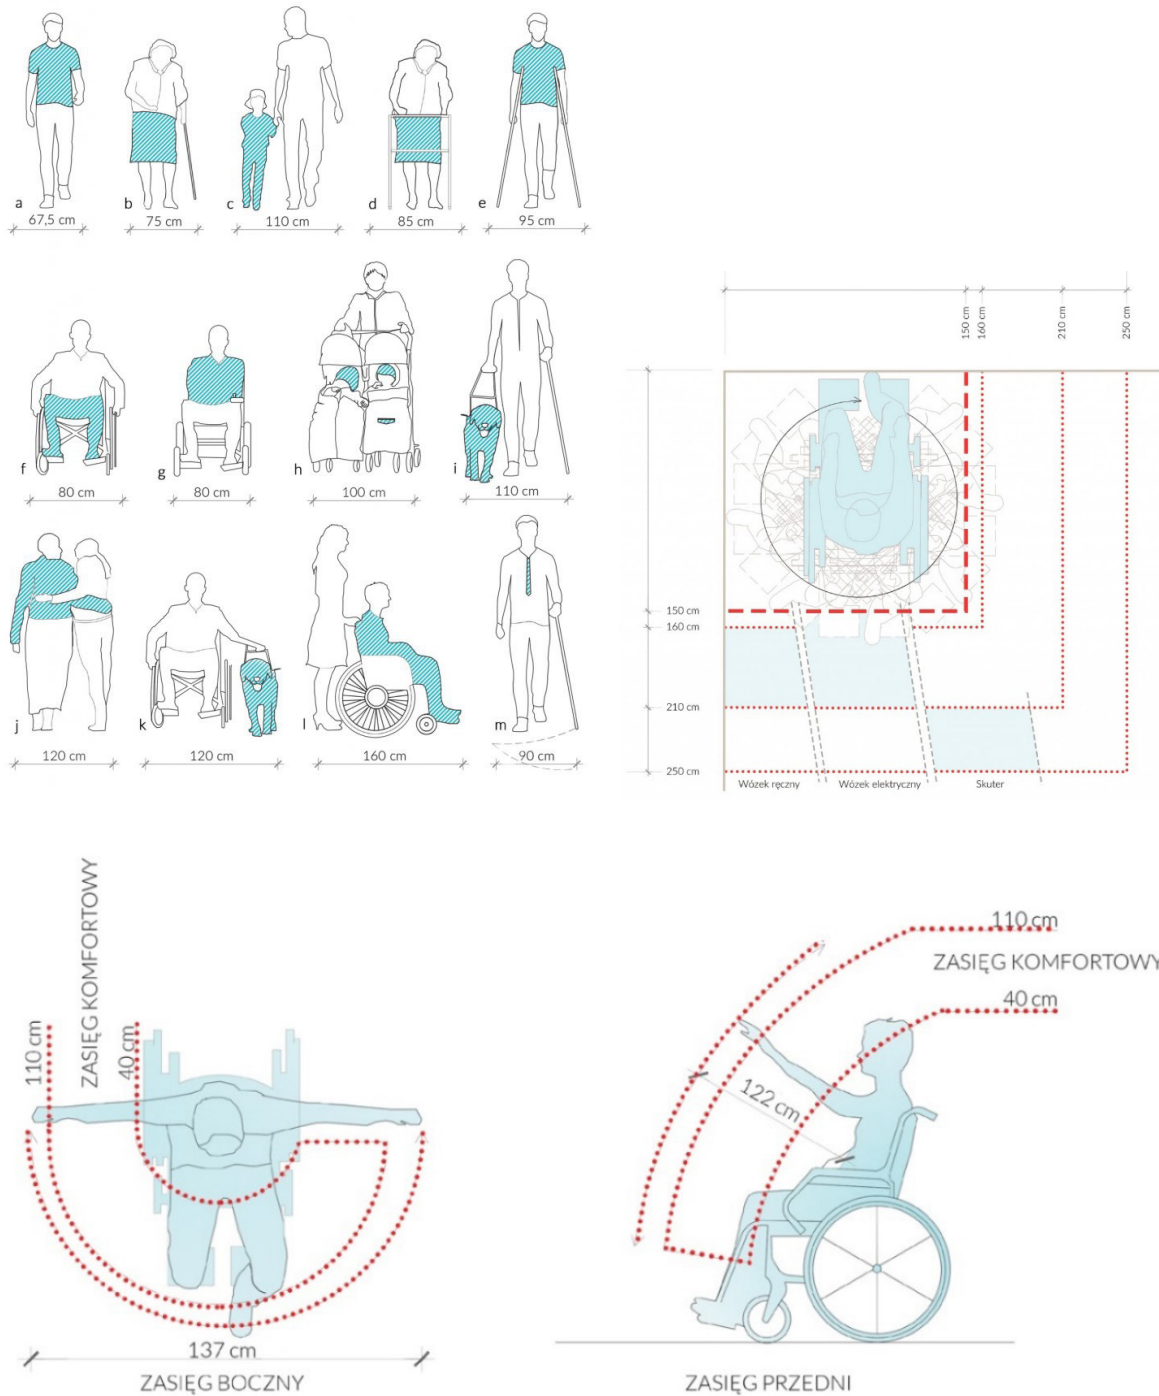 a
b
c
d
e
67,5 cm
75 cm
110 cm
85 cm
95 cm
f
g
h
i
80 cm
80 cm
100 cm
110 cm
j
k
l
m
120 cm
120 cm
160 cm
90 cm
150 cm
160 cm
210 cm
250 cm
150 cm
160 cm
210 cm
250 cm
Wózek ręczny
Wózek elektryczny
Skuter
110 cm
ZASIĘG KOMFORTOWY
40 cm
137 cm
ZASIĘG BOCZNY
110 cm
ZASIĘG KOMFORTOWY
40 cm
122 cm
ZASIĘG PRZEDNI